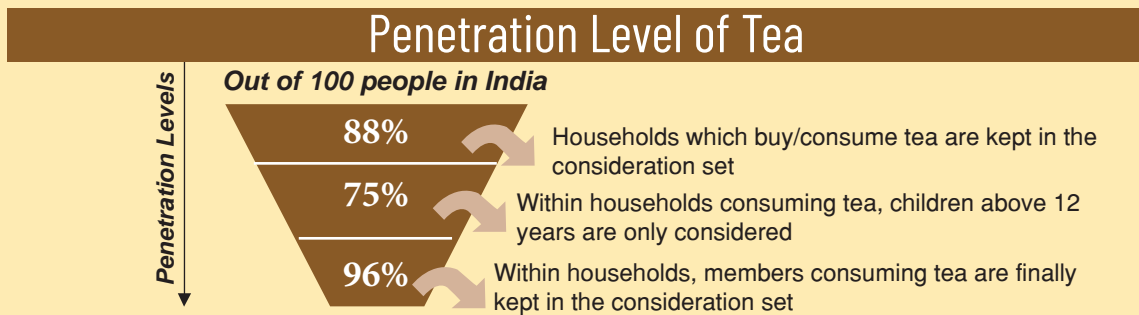 Penetration Level of Tea
Penetration Levels
Out of 100 people in India
88%
Households which buy/consume tea are kept in the
consideration set
75%
Within households consuming tea, children above 12
years are only considered
96%
Within households, members consuming tea are finally
kept in the consideration set